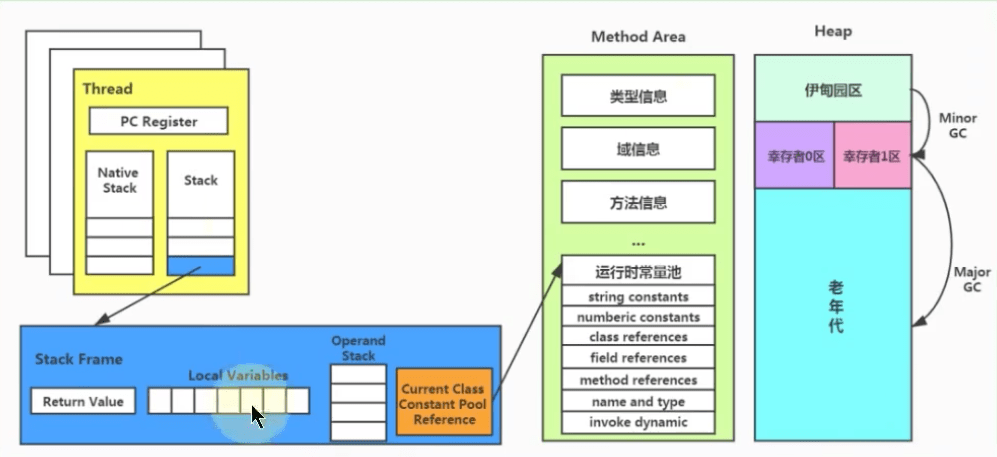 Thread
PC Register
Native
Stack
Stack
Stack Frame
Return Value
Local Variables
Operand
Stack
Current Class
Constant Pool
Reference
Method Area
类型信息
域信息
方法信息
...
运行时常量池
string constants
numberic constants
class references
field references
method references
name and type
invoke dynamic
Heap
伊甸园区
幸存者0区
幸存者1区
老
年
代
Minor
GC
Major
GC